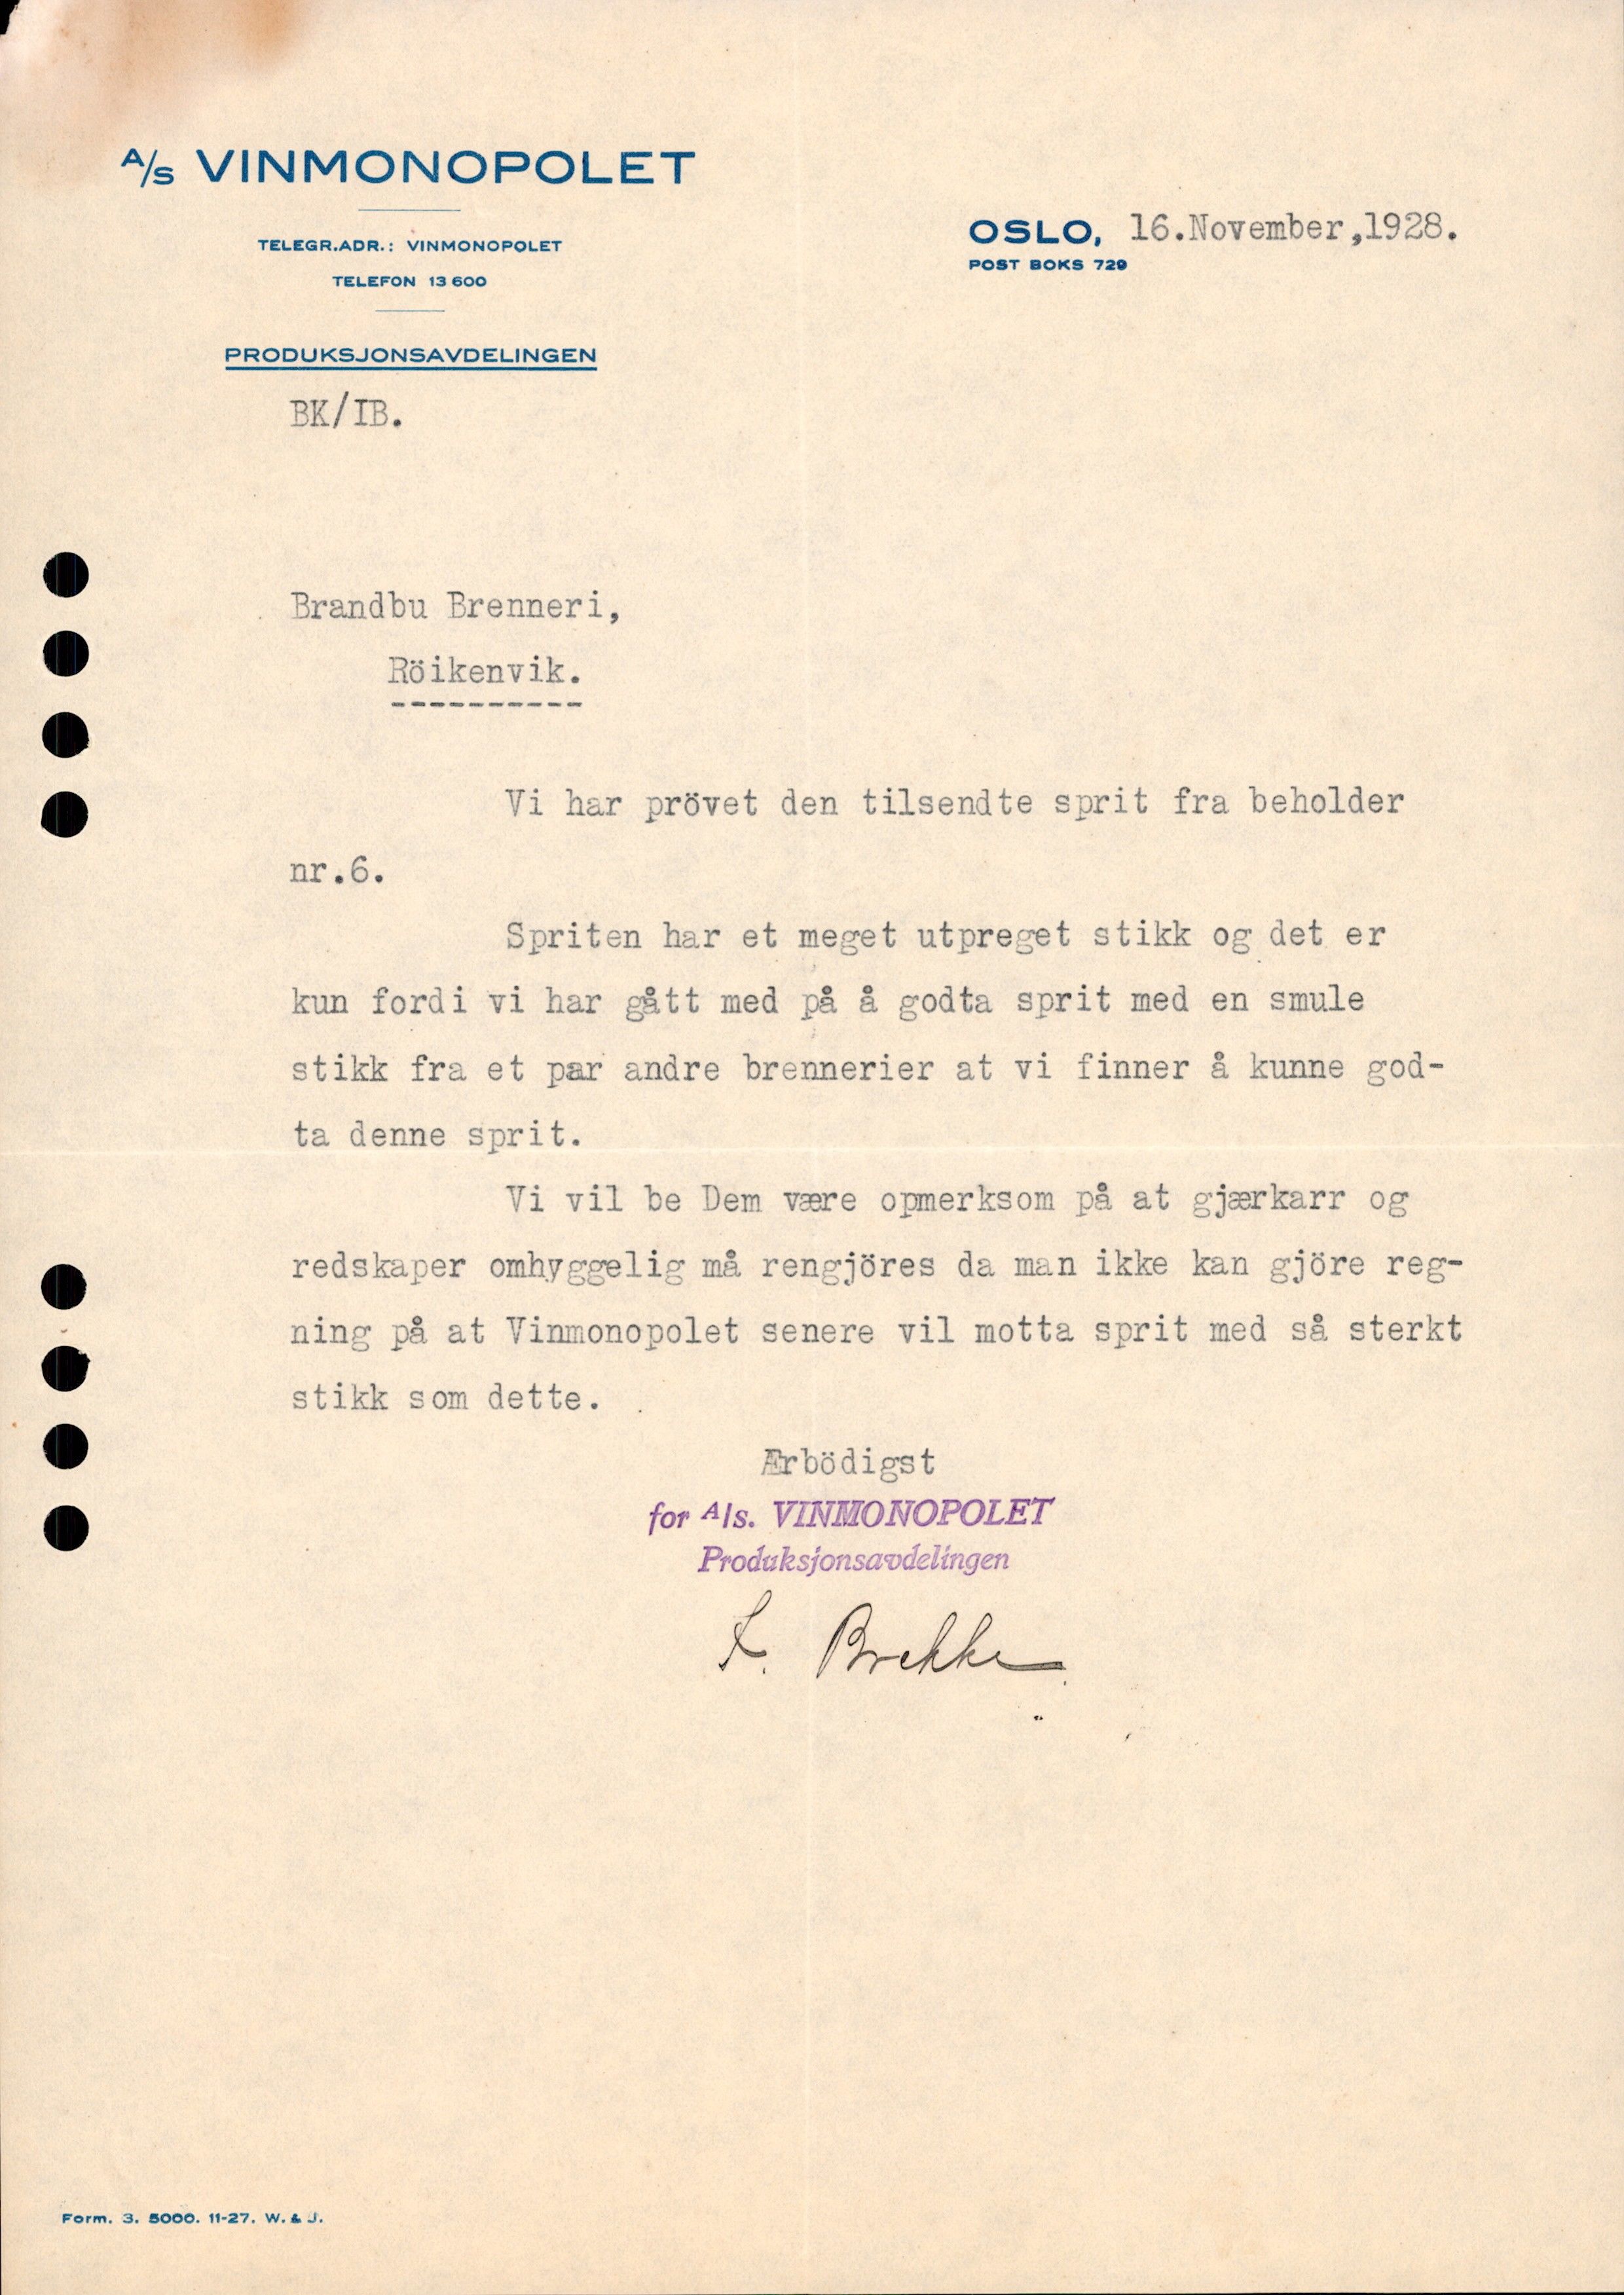 A/S VINMONOPOLET
TELEGR.ADR.: VINMONOPOLET
TELEFON 13 600
PRODUKSJONSAVDELINGEN
BK/IB.
OSLO, 16.November,1928.
POST BOKS 729
Brandbu Brenneri,
Röikenvik.
----------
Vi har prövet den tilsendte sprit fra beholder
nr.6.
Spriten har et meget utpreget stikk og det er
kun fordi vi har gått med på å godta sprit med en smule
stikk fra et par andre brennerier at vi finner å kunne god-
ta denne sprit.
Vi vil be Dem være opmerksom på at gjærkarr og
redskaper omhyggelig må rengjöres da man ikke kan gjöre reg-
ning på at Vinmonopolet senere vil motta sprit med så sterkt
stikk som dette.
Ærbödigst
for A/s. VINMONOPOLET
Produksjonsavdelingen
Brekke
Form. 3. 5000. 11-27. W. & J.